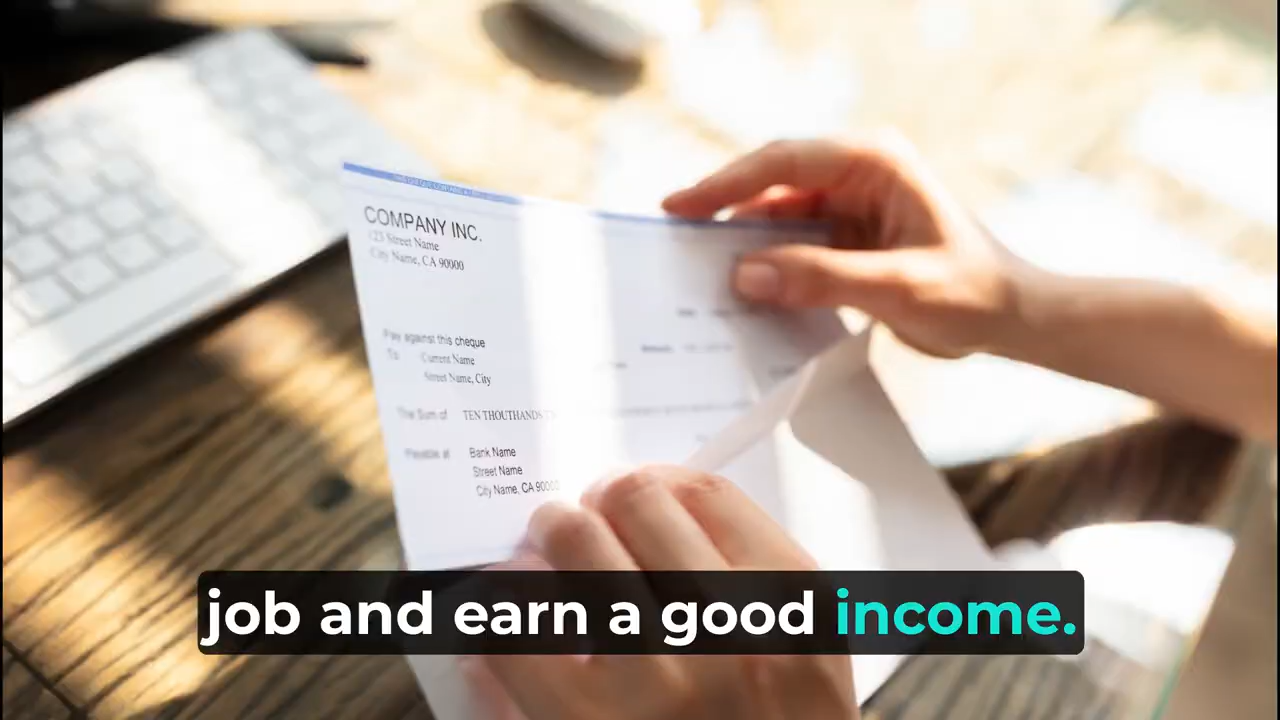 COMPANY INC.
123 Street Name
City Name, CA 90000
Pay against this cheque
To Current Name
Street Name, City
The Sum of TEN THOUTHANDS
Payable at Bank Name
Street Name
City Name, CA 90000
job and earn a good income.